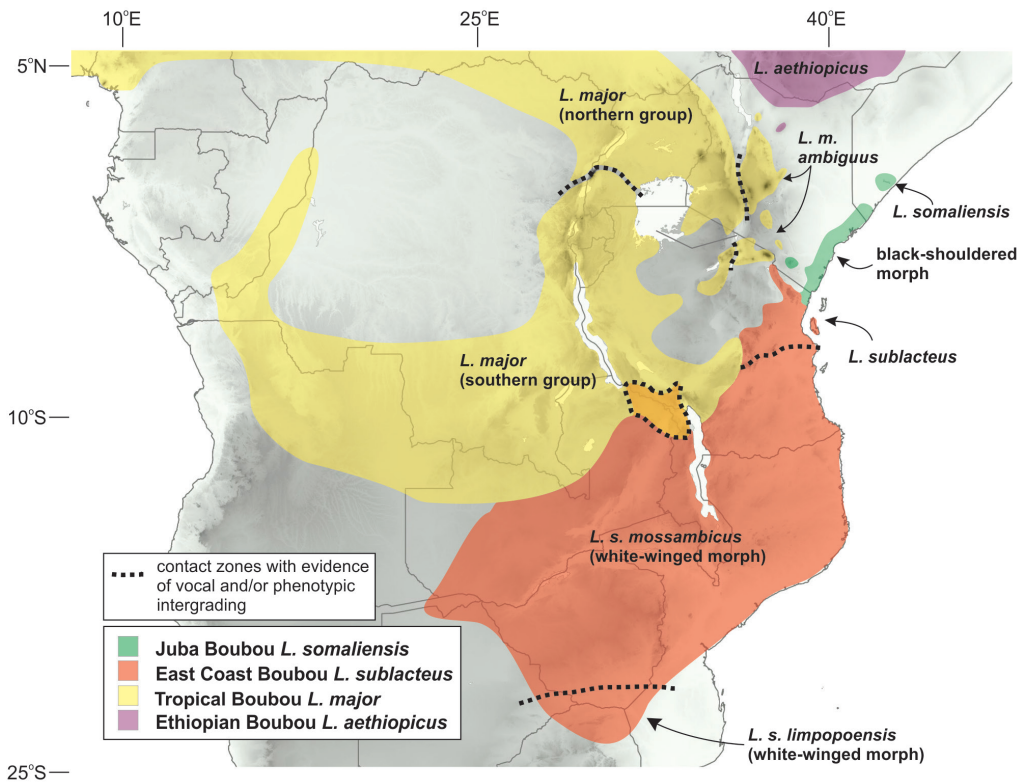 10°E
25°E
40°E
5°N
L. aethiopicus
L. major
(northern group)
L. m.
ambiguus
L. somaliensis
black-shouldered
morph
L. sublacteus
L. major
(southern group)
10°S
L. s. mossambicus
(white-winged morph)
contact zones with evidence
of vocal and/or phenotypic
intergrading
Juba Boubou L. somaliensis
East Coast Boubou L. sublacteus
Tropical Boubou L. major
Ethiopian Boubou L. aethiopicus
L. s. limpopoensis
(white-winged morph)
25°S